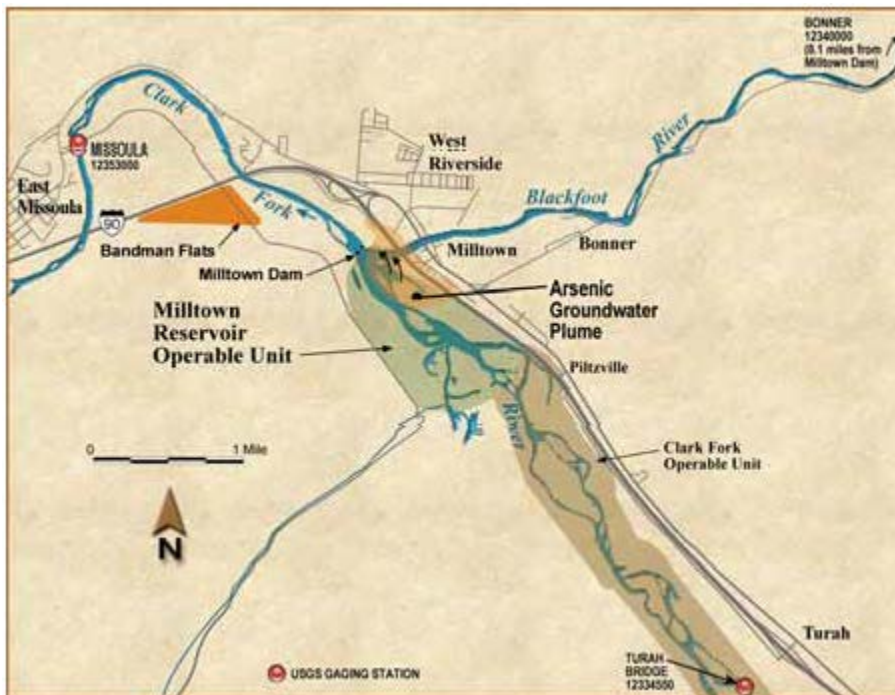 BONNER
12340000
(8.1 miles from
Milltown Dam)
Clark
Fork
MISSOULA
12353000
East
Missoula
90
Bandman Flats
Milltown Dam
West
Riverside
River
Blackfoot
Milltown
Bonner
Milltown
Reservoir
Operable Unit
Arsenic
Groundwater
Plume
Piltzville
River
Clark Fork
Operable Unit
0 1 Mile
N
Turah
TURAH
BRIDGE
12334550
USGS GAGING STATION